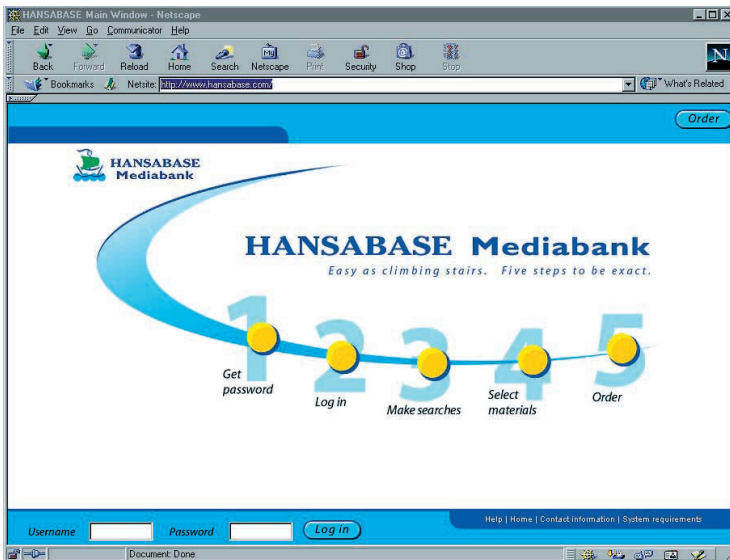 HANSABASE Main Window - Netscape
File Edit View Go Communicator Help
Back Forward Reload Home Search Netscape Print Security Shop Stop
My
N
Bookmarks Netsite: http://www.hansabase.com/ What's Related
Order
HANSABASE
Mediabank
HANSABASE Mediabank
Easy as climbing stairs. Five steps to be exact.
1 2 3 4 5
Get
password
Log in
Make searches
Select
materials
Order
Username Password Log in
Help | Home | Contact information | System requirements
Document: Done